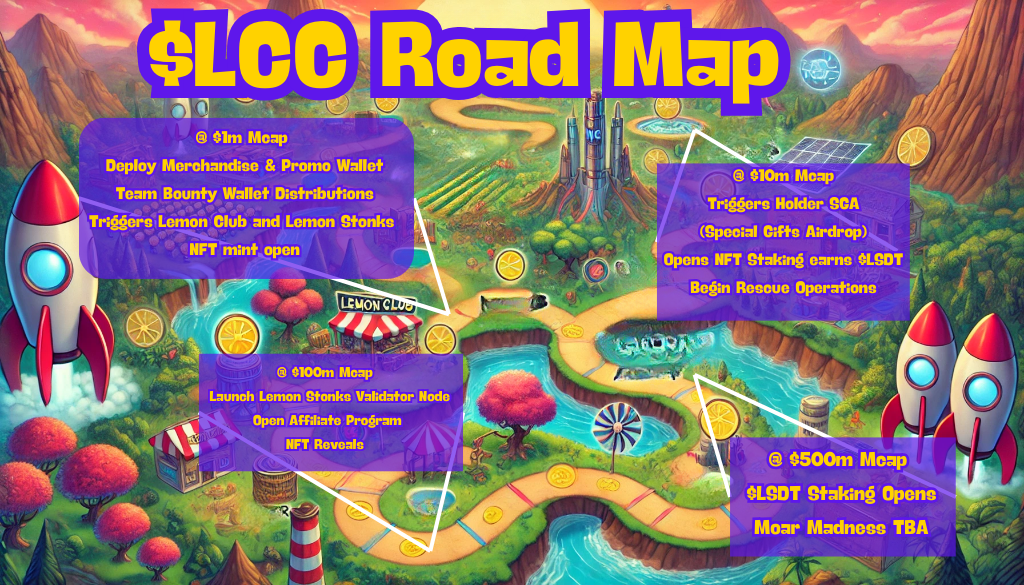 $LCC Road Map
@ $1m Mcap
Deploy Merchandise & Promo Wallet
Team Bounty Wallet Distributions
Triggers Lemon Club and Lemon Stonks
NFT mint open
@ $10m Mcap
Triggers Holder SGA
(Special Gifts Airdrop)
Opens NFT Staking earns $LSDT
Begin Rescue Operations
LEMON CLUB
@ $100m Mcap
Launch Lemon Stonks Validator Node
Open Affiliate Program
NFT Reveals
@ $500m Mcap
$LSDT Staking Opens
Moar Madness TBA